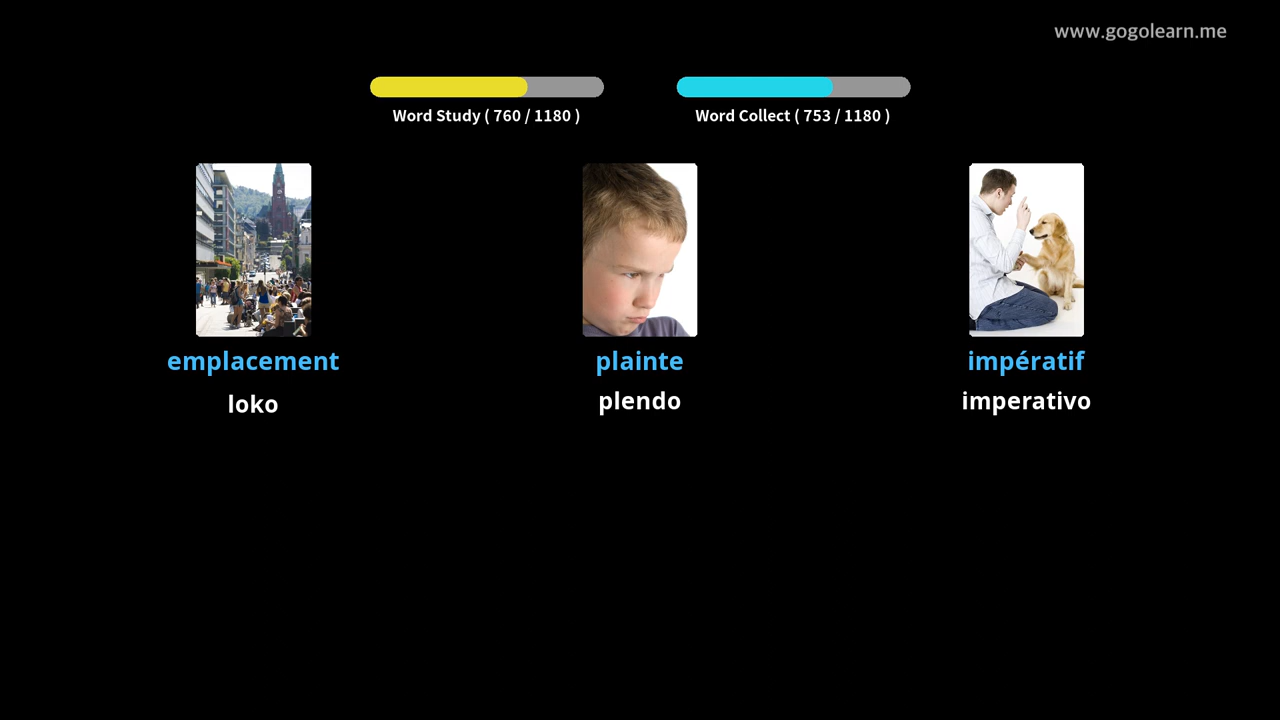 www.gogolearn.me
Word Study ( 760 / 1180 )
Word Collect ( 753 / 1180 )
emplacement
plainte
impératif
loko
plendo
imperativo